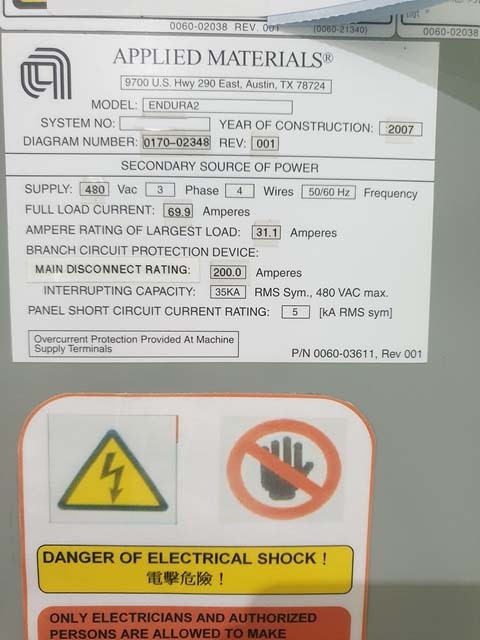 0060-02038 REV. 001
(0060-21340)
0060-02038
APPLIED MATERIALS®
9700 U.S. Hwy 290 East, Austin, TX 78724
MODEL: ENDURA2
SYSTEM NO: YEAR OF CONSTRUCTION: 2007
DIAGRAM NUMBER: 0170-02348 REV: 001
SECONDARY SOURCE OF POWER
SUPPLY: 480 Vac 3 Phase 4 Wires 50/60 Hz Frequency
FULL LOAD CURRENT: 69.9 Amperes
AMPERE RATING OF LARGEST LOAD: 31.1 Amperes
BRANCH CIRCUIT PROTECTION DEVICE:
MAIN DISCONNECT RATING: 200.0 Amperes
INTERRUPTING CAPACITY: 35KA RMS Sym., 480 VAC max.
PANEL SHORT CIRCUIT CURRENT RATING: 5 [kA RMS sym]
Overcurrent Protection Provided At Machine
Supply Terminals
P/N 0060-03611, Rev 001
DANGER OF ELECTRICAL SHOCK !
電擊危險 !
ONLY ELECTRICIANS AND AUTHORIZED
PERSONS ARE ALLOWED TO MAKE